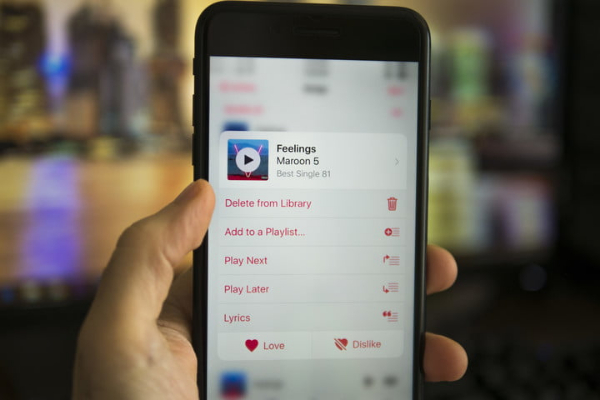 Feelings
Maroon 5
Best Single 81
Delete from Library
Add to a Playlist...
Play Next
Play Later
Lyrics
Love
Dislike